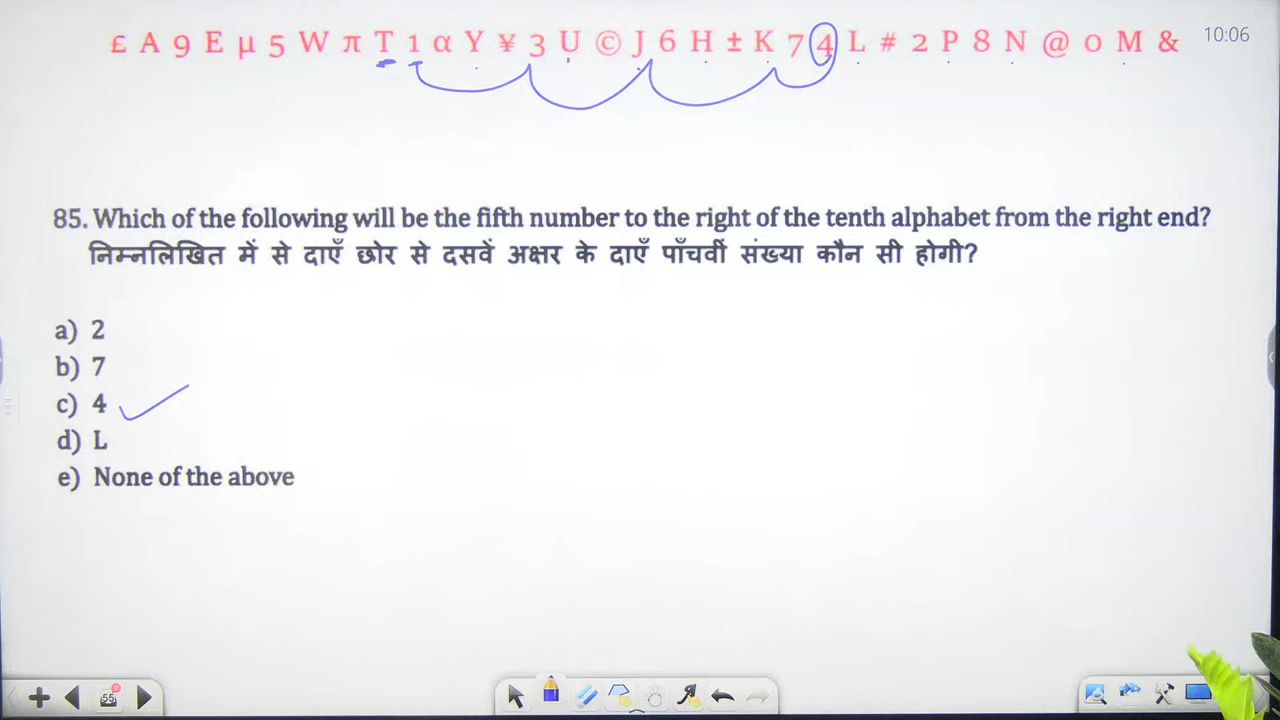 £ A 9 E µ 5 W π T 1 α Y ¥ 3 U © J 6 H ± K 7 4 L # 2 P 8 N @ 0 M &
10:06
85. Which of the following will be the fifth number to the right of the tenth alphabet from the right end?
निम्नलिखित में से दाएँ छोर से दसवें अक्षर के दाएँ पाँचवीं संख्या कौन सी होगी?
a) 2
b) 7
c) 4
d) L
e) None of the above
55